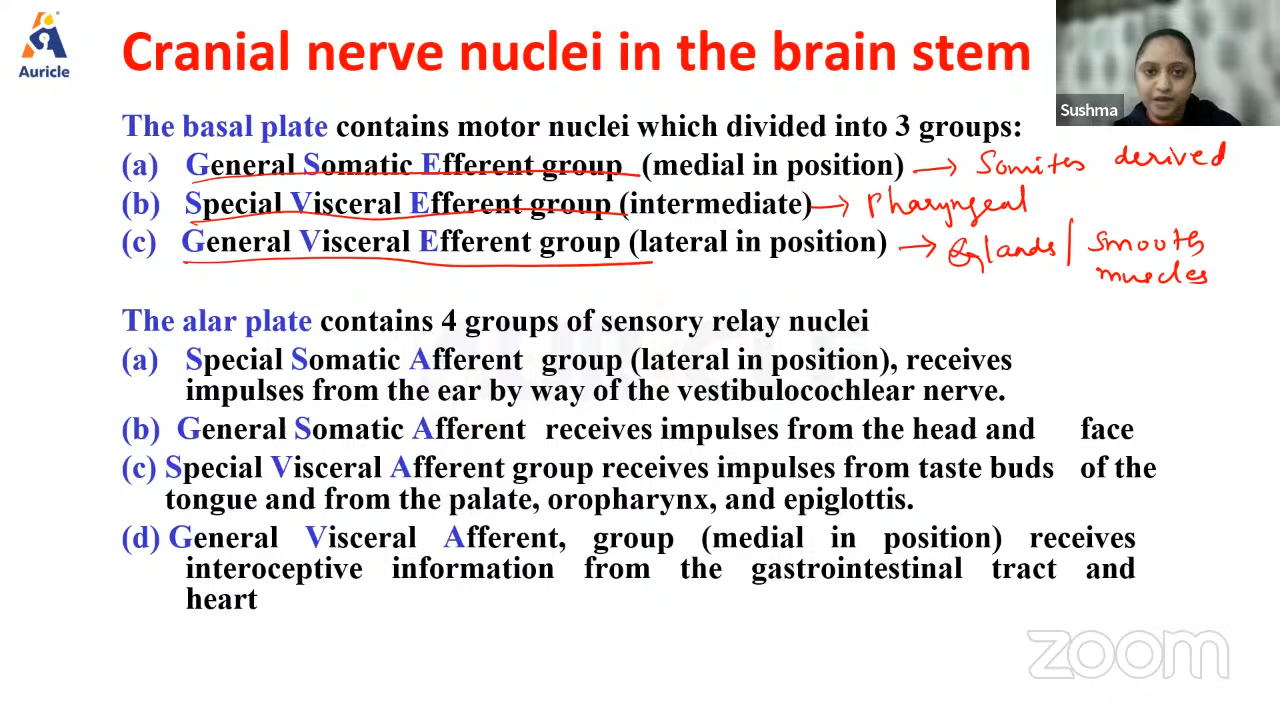 Auricle
Cranial nerve nuclei in the brain stem
Sushma
The basal plate contains motor nuclei which divided into 3 groups:
(a) General Somatic Efferent group (medial in position) → Somites derived
(b) Special Visceral Efferent group (intermediate) → Pharyngeal
(c) General Visceral Efferent group (lateral in position) → Glands / Smooth
muscles
The alar plate contains 4 groups of sensory relay nuclei
(a) Special Somatic Afferent group (lateral in position), receives
impulses from the ear by way of the vestibulocochlear nerve.
(b) General Somatic Afferent receives impulses from the head and face
(c) Special Visceral Afferent group receives impulses from taste buds of the
tongue and from the palate, oropharynx, and epiglottis.
(d) General Visceral Afferent, group (medial in position) receives
interoceptive information from the gastrointestinal tract and
heart
zoom